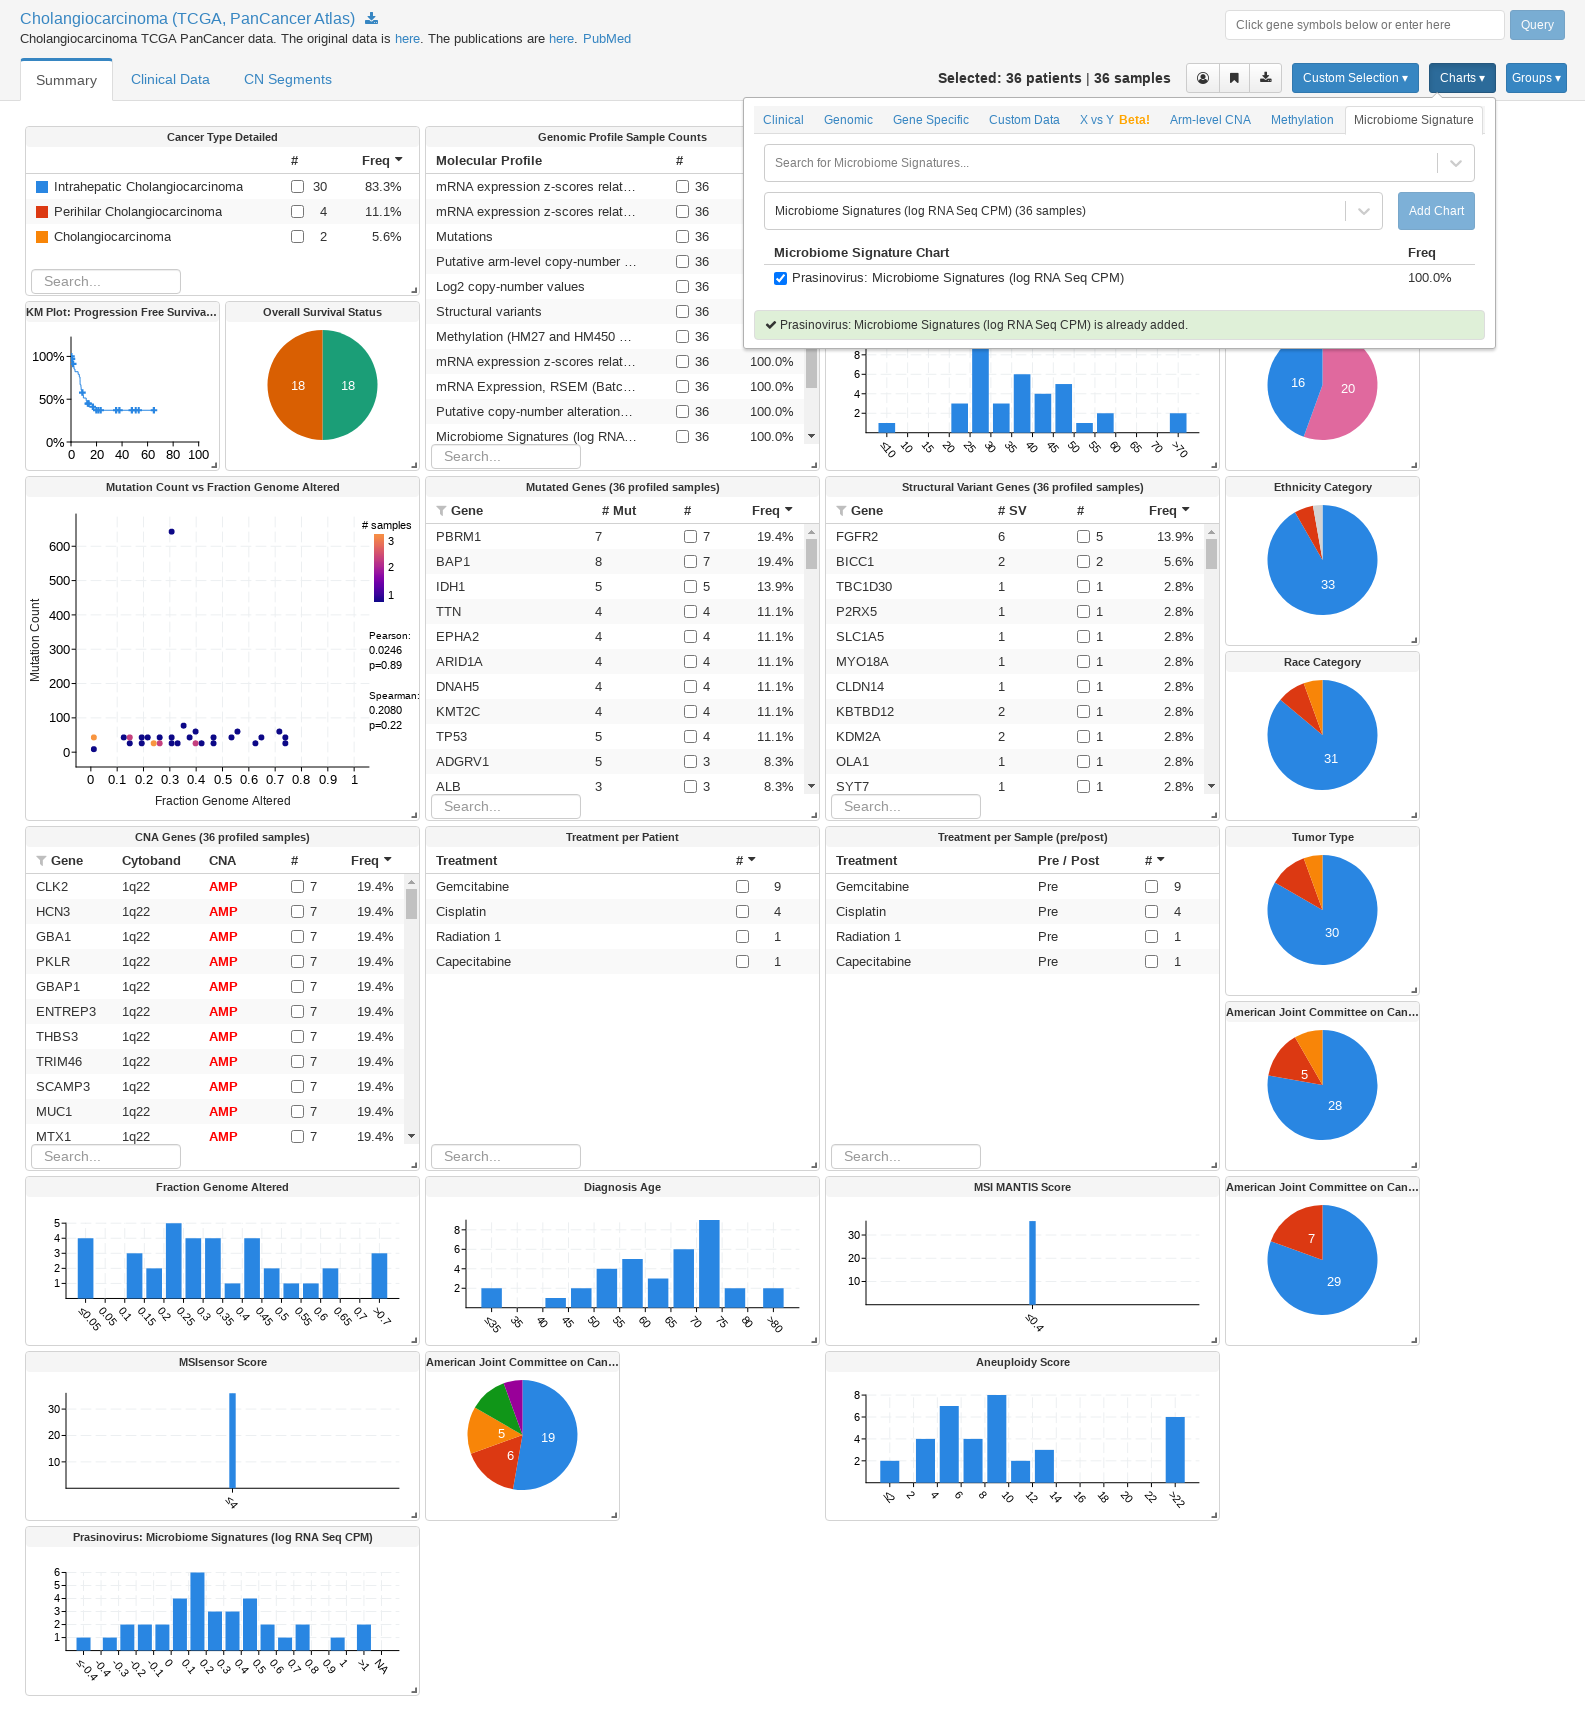 Cholangiocarcinoma (TCGA, PanCancer Atlas)
Cholangiocarcinoma TCGA PanCancer data. The original data is here. The publications are here. PubMed
Click gene symbols below or enter here
Query
Summary
Clinical Data
CN Segments
Selected: 36 patients | 36 samples
Custom Selection ▾
Charts ▾
Groups ▾
Clinical Genomic Gene Specific Custom Data X vs Y Beta! Arm-level CNA Methylation Microbiome Signature
Search for Microbiome Signatures...
Microbiome Signatures (log RNA Seq CPM) (36 samples)
Add Chart
Microbiome Signature Chart Freq
Prasinovirus: Microbiome Signatures (log RNA Seq CPM) 100.0%
Prasinovirus: Microbiome Signatures (log RNA Seq CPM) is already added.
Cancer Type Detailed
# Freq
Intrahepatic Cholangiocarcinoma 30 83.3%
Perihilar Cholangiocarcinoma 4 11.1%
Cholangiocarcinoma 2 5.6%
Search...
Genomic Profile Sample Counts
Molecular Profile #
mRNA expression z-scores relat... 36
mRNA expression z-scores relat... 36
Mutations 36
Putative arm-level copy-number ... 36
Log2 copy-number values 36
Structural variants 36
Methylation (HM27 and HM450 ... 36
mRNA expression z-scores relat... 36 100.0%
mRNA Expression, RSEM (Batc... 36 100.0%
Putative copy-number alteration... 36 100.0%
Microbiome Signatures (log RNA... 36 100.0%
Search...
KM Plot: Progression Free Surviva...
100%
50%
0%
0 20 40 60 80 100
Overall Survival Status
18 18
8
6
4
2
≤10 10 15 20 25 30 35 40 45 50 55 60 65 70 >70
16 20
Mutation Count vs Fraction Genome Altered
Mutation Count
600
500
400
300
200
100
0
0 0.1 0.2 0.3 0.4 0.5 0.6 0.7 0.8 0.9 1
Fraction Genome Altered
# samples
3
2
1
Pearson:
0.0246
p=0.89
Spearman:
0.2080
p=0.22
Mutated Genes (36 profiled samples)
Gene # Mut # Freq
PBRM1 7 7 19.4%
BAP1 8 7 19.4%
IDH1 5 5 13.9%
TTN 4 4 11.1%
EPHA2 4 4 11.1%
ARID1A 4 4 11.1%
DNAH5 4 4 11.1%
KMT2C 4 4 11.1%
TP53 5 4 11.1%
ADGRV1 5 3 8.3%
ALB 3 3 8.3%
Search...
Structural Variant Genes (36 profiled samples)
Gene # SV # Freq
FGFR2 6 5 13.9%
BICC1 2 2 5.6%
TBC1D30 1 1 2.8%
P2RX5 1 1 2.8%
SLC1A5 1 1 2.8%
MYO18A 1 1 2.8%
CLDN14 1 1 2.8%
KBTBD12 2 1 2.8%
KDM2A 2 1 2.8%
OLA1 1 1 2.8%
SYT7 1 1 2.8%
Search...
Ethnicity Category
33
Race Category
31
CNA Genes (36 profiled samples)
Gene Cytoband CNA # Freq
CLK2 1q22 AMP 7 19.4%
HCN3 1q22 AMP 7 19.4%
GBA1 1q22 AMP 7 19.4%
PKLR 1q22 AMP 7 19.4%
GBAP1 1q22 AMP 7 19.4%
ENTREP3 1q22 AMP 7 19.4%
THBS3 1q22 AMP 7 19.4%
TRIM46 1q22 AMP 7 19.4%
SCAMP3 1q22 AMP 7 19.4%
MUC1 1q22 AMP 7 19.4%
MTX1 1q22 AMP 7 19.4%
Search...
Treatment per Patient
Treatment #
Gemcitabine 9
Cisplatin 4
Radiation 1 1
Capecitabine 1
Search...
Treatment per Sample (pre/post)
Treatment Pre / Post #
Gemcitabine Pre 9
Cisplatin Pre 4
Radiation 1 Pre 1
Capecitabine Pre 1
Search...
Tumor Type
30
American Joint Committee on Can...
5
28
Fraction Genome Altered
5
4
3
2
1
≤0.05 0.05 0.1 0.15 0.2 0.25 0.3 0.35 0.4 0.45 0.5 0.55 0.6 0.65 0.7 >0.7
Diagnosis Age
8
6
4
2
≤35 35 40 45 50 55 60 65 70 75 80 >80
MSI MANTIS Score
30
20
10
≤0.4
American Joint Committee on Can...
7
29
MSIsensor Score
30
20
10
≤4
American Joint Committee on Can...
5 19
6
Aneuploidy Score
8
6
4
2
≤2 2 4 6 8 10 12 14 16 18 20 22 >22
Prasinovirus: Microbiome Signatures (log RNA Seq CPM)
6
5
4
3
2
1
≤-0.4 -0.4 -0.3 -0.2 -0.1 0 0.1 0.2 0.3 0.4 0.5 0.6 0.7 0.8 0.9 1 >1 NA